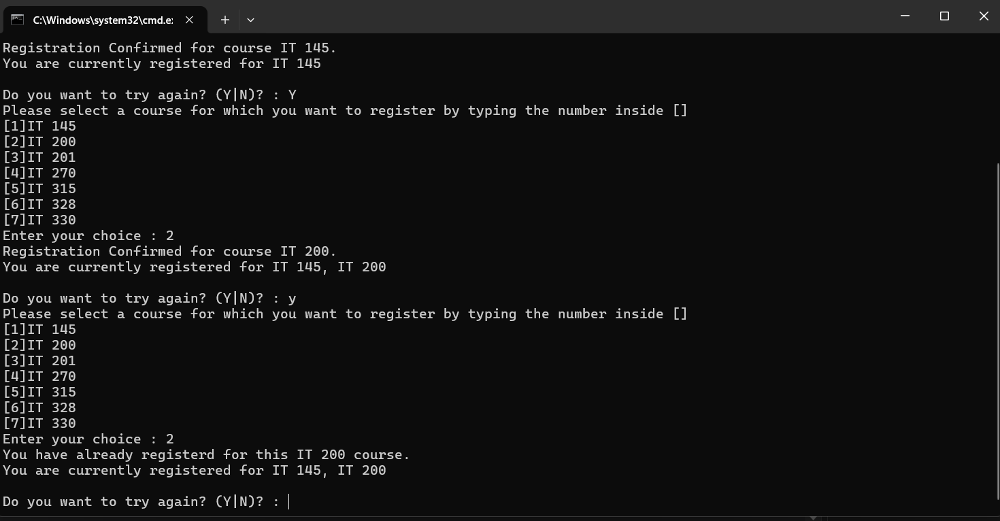 C:\Windows\system32\cmd.e
Registration Confirmed for course IT 145.
You are currently registered for IT 145
Do you want to try again? (Y|N)? : Y
Please select a course for which you want to register by typing the number inside []
[1]IT 145
[2]IT 200
[3]IT 201
[4]IT 270
[5]IT 315
[6]IT 328
[7]IT 330
Enter your choice : 2
Registration Confirmed for course IT 200.
You are currently registered for IT 145, IT 200
Do you want to try again? (Y|N)? : y
Please select a course for which you want to register by typing the number inside []
[1]IT 145
[2]IT 200
[3]IT 201
[4]IT 270
[5]IT 315
[6]IT 328
[7]IT 330
Enter your choice : 2
You have already registerd for this IT 200 course.
You are currently registered for IT 145, IT 200
Do you want to try again? (Y|N)? :